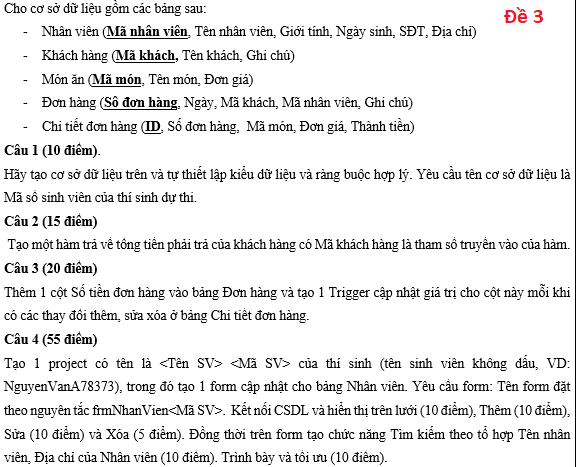 Cho cơ sở dữ liệu gồm các bảng sau:
Đề 3
- Nhân viên (Mã nhân viên, Tên nhân viên, Giới tính, Ngày sinh, SĐT, Địa chỉ)
- Khách hàng (Mã khách, Tên khách, Ghi chú)
- Món ăn (Mã món, Tên món, Đơn giá)
- Đơn hàng (Số đơn hàng, Ngày, Mã khách, Mã nhân viên, Ghi chú)
- Chi tiết đơn hàng (ID, Số đơn hàng, Mã món, Đơn giá, Thành tiền)
Câu 1 (10 điểm).
Hãy tạo cơ sở dữ liệu trên và tự thiết lập kiểu dữ liệu và ràng buộc hợp lý. Yêu cầu tên cơ sở dữ liệu là
Mã số sinh viên của thí sinh dự thi.
Câu 2 (15 điểm)
Tạo một hàm trả về tổng tiền phải trả của khách hàng có Mã khách hàng là tham số truyền vào của hàm.
Câu 3 (20 điểm)
Thêm 1 cột Số tiền đơn hàng vào bảng Đơn hàng và tạo 1 Trigger cập nhật giá trị cho cột này mỗi khi
có các thay đổi thêm, sửa xóa ở bảng Chi tiết đơn hàng.
Câu 4 (55 điểm)
Tạo 1 project có tên là <Tên SV> <Mã SV> của thí sinh (tên sinh viên không dấu, VD:
NguyenVanA78373), trong đó tạo 1 form cập nhật cho bảng Nhân viên. Yêu cầu form: Tên form đặt
theo nguyên tắc frmNhanVien<Mã SV>. Kết nối CSDL và hiển thị trên lưới (10 điểm), Thêm (10 điểm),
Sửa (10 điểm) và Xóa (5 điểm). Đồng thời trên form tạo chức năng Tìm kiếm theo tổ hợp Tên nhân
viên, Địa chỉ của Nhân viên (10 điểm). Trình bày và tối ưu (10 điểm).